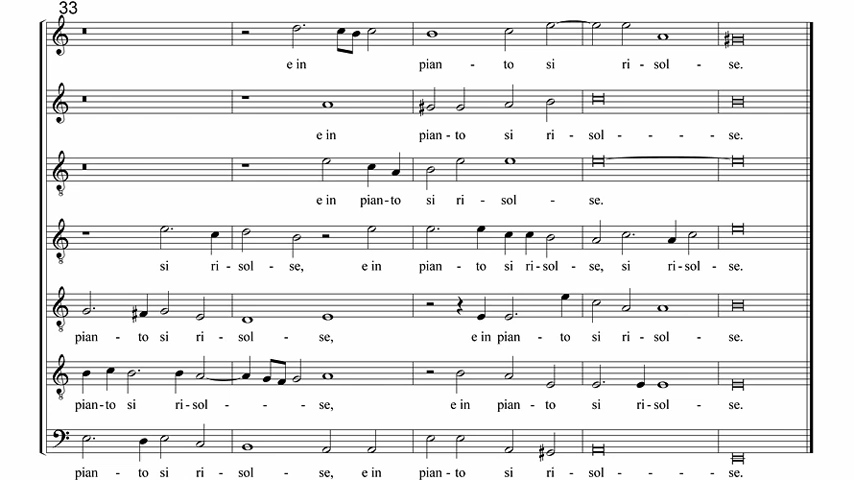 33
e in pian - to si ri - sol - se.
e in pian - to si ri - sol - se.
e in pian - to si ri - sol - se.
si ri - sol - se, e in pian - to si ri - sol - se, si ri - sol - se.
pian - to si ri - sol - se, e in pian - to si ri - sol - se.
pian - to si ri - sol - se, e in pian - to si ri - sol - se.
pian - to si ri - sol - se, e in pian - to si ri - sol - se.